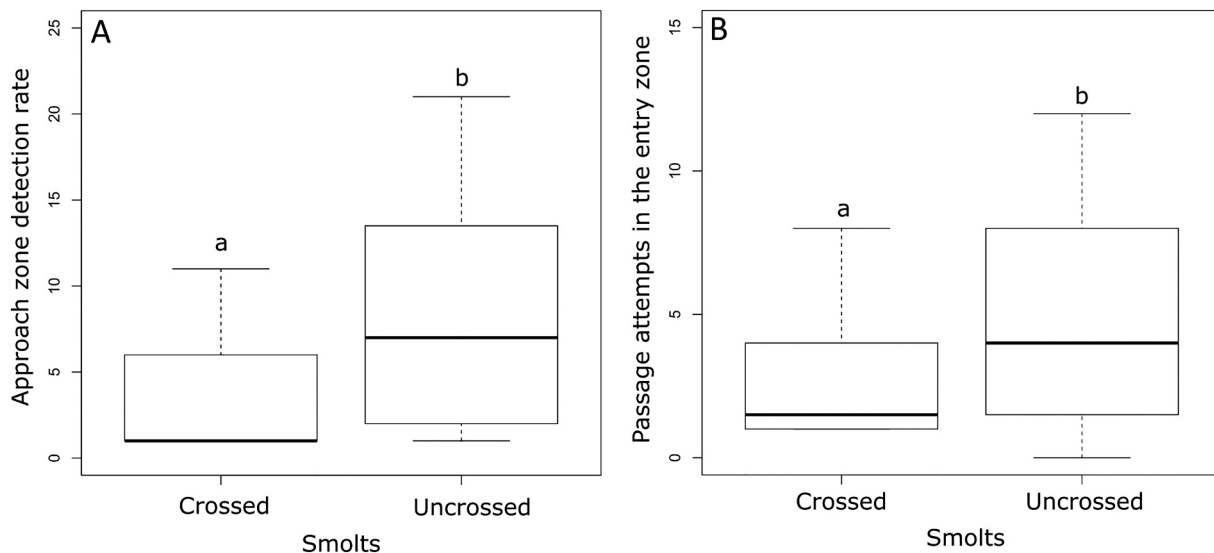 A
Approach zone detection rate
25
20
15
10
5
0
a
b
Crossed Uncrossed
Smolts
B
Passage attempts in the entry zone
15
10
5
0
a
b
Crossed Uncrossed
Smolts